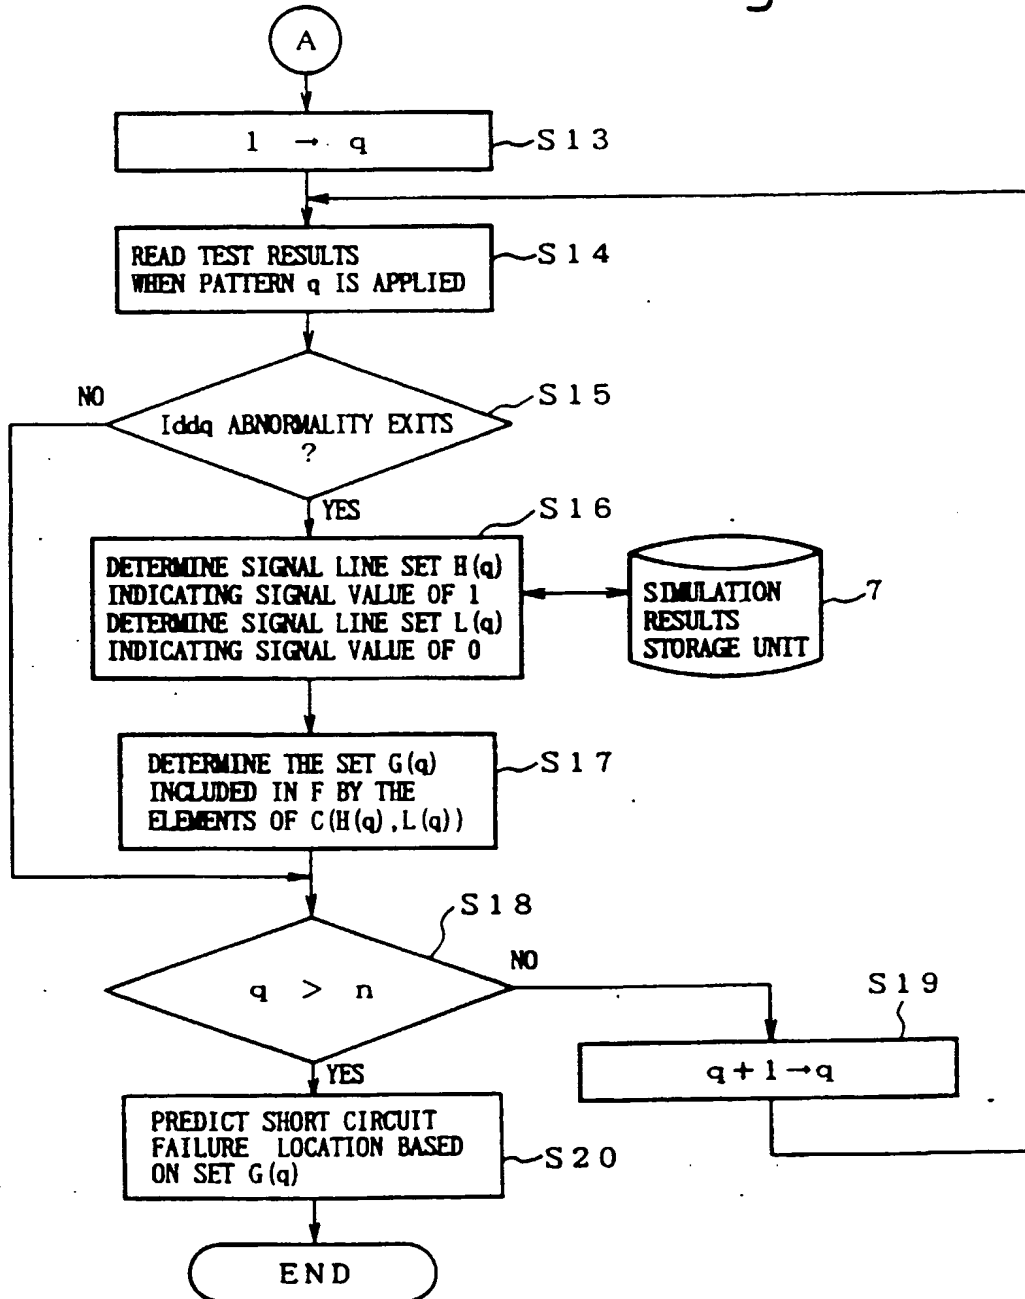 A
1 → q
S13
READ TEST RESULTS
WHEN PATTERN q IS APPLIED
S14
NO
Iddq ABNORMALITY EXITS
?
S15
YES
S16
DETERMINE SIGNAL LINE SET H(q)
INDICATING SIGNAL VALUE OF 1
DETERMINE SIGNAL LINE SET L(q)
INDICATING SIGNAL VALUE OF 0
SIMULATION
RESULTS
STORAGE UNIT
7
DETERMINE THE SET G(q)
INCLUDED IN F BY THE
ELEMENTS OF C(H(q),L(q))
S17
S18
q > n
NO
S19
q+1→q
YES
PREDICT SHORT CIRCUIT
FAILURE LOCATION BASED
ON SET G(q)
S20
END